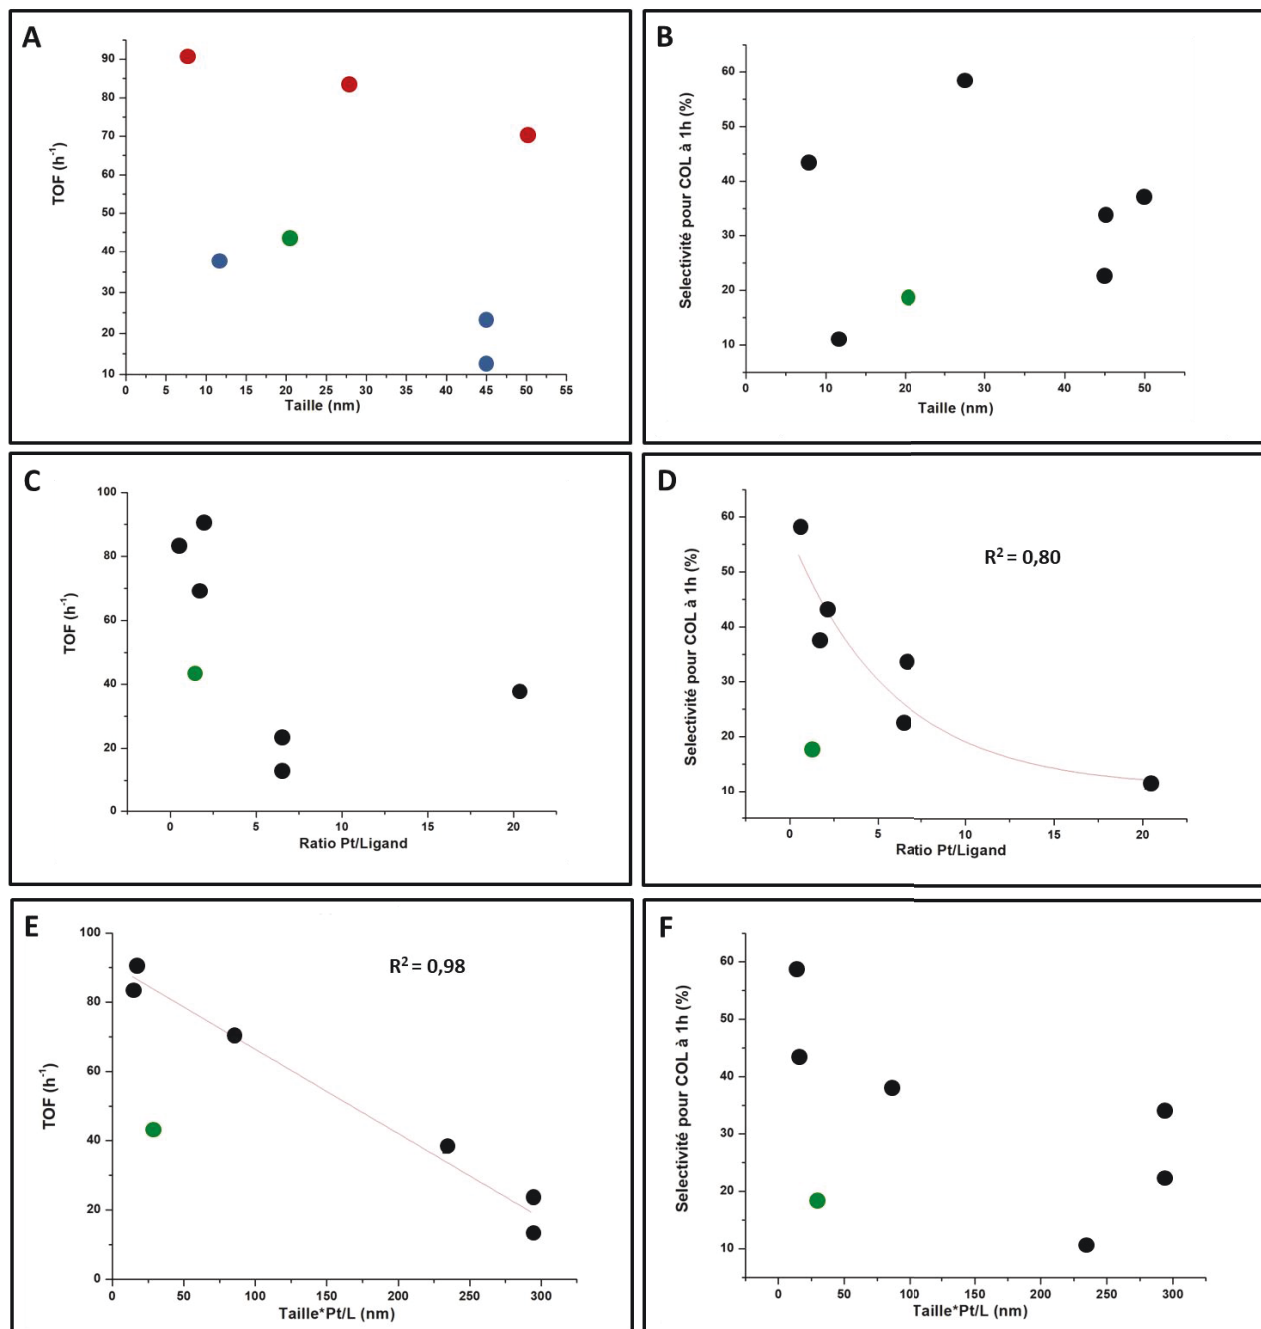 A
TOF (h-1)
90
80
70
60
50
40
30
20
10
0 5 10 15 20 25 30 35 40 45 50 55
Taille (nm)
B
Selectivité pour COL à 1h (%)
60
50
40
30
20
10
0 10 20 30 40 50
Taille (nm)
C
TOF (h-1)
100
80
60
40
20
0
0 5 10 15 20
Ratio Pt/Ligand
D
Selectivité pour COL à 1h (%)
R2 = 0,80
60
50
40
30
20
10
0 5 10 15 20
Ratio Pt/Ligand
E
TOF (h-1)
R2 = 0,98
100
80
60
40
20
0
0 50 100 150 200 250 300
Taille*Pt/L (nm)
F
Selectivité pour COL à 1h (%)
60
50
40
30
20
10
0 50 100 150 200 250 300
Taille*Pt/L (nm)